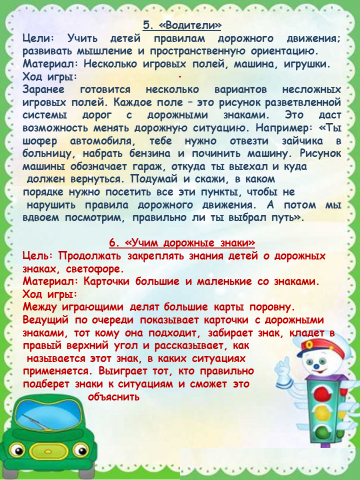 5. «Водители»
Цели: Учить детей правилам дорожного движения;
развивать мышление и пространственную ориентацию.
Материал: Несколько игровых полей, машина, игрушки.
Ход игры:
Заранее готовится несколько вариантов несложных
игровых полей. Каждое поле – это рисунок разветвленной
системы дорог с дорожными знаками. Это даст
возможность менять дорожную ситуацию. Например: «Ты
шофер автомобиля, тебе нужно отвезти зайчика в
больницу, набрать бензина и починить машину. Рисунок
машины обозначает гараж, откуда ты выехал и куда
должен вернуться. Подумай и скажи, в каком
порядке нужно посетить все эти пункты, чтобы не
нарушить правила дорожного движения. А потом мы
вдвоем посмотрим, правильно ли ты выбрал путь».
6. «Учим дорожные знаки»
Цель: Продолжать закреплять знания детей о дорожных
знаках, светофоре.
Материал: Карточки большие и маленькие со знаками.
Ход игры:
Между играющими делят большие карты поровну.
Ведущий по очереди показывает карточки с дорожными
знаками, тот кому она подходит, забирает знак, кладет в
правый верхний угол и рассказывает, как
называется этот знак, в каких ситуациях
применяется. Выиграет тот, кто правильно
подберет знаки к ситуациям и сможет это
объяснить